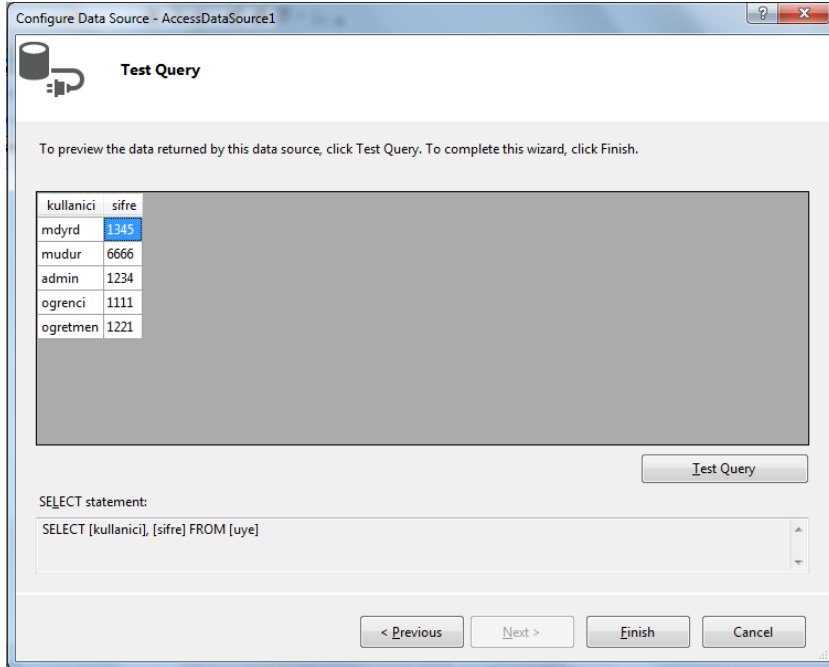 Configure Data Source - AccessDataSource1
Test Query
To preview the data returned by this data source, click Test Query. To complete this wizard, click Finish.
kullanici sifre
mdyrd 1345
mudur 6666
admin 1234
ogrenci 1111
ogretmen 1221
Test Query
SELECT statement:
SELECT [kullanici], [sifre] FROM [uye]
< Previous Next > Finish Cancel